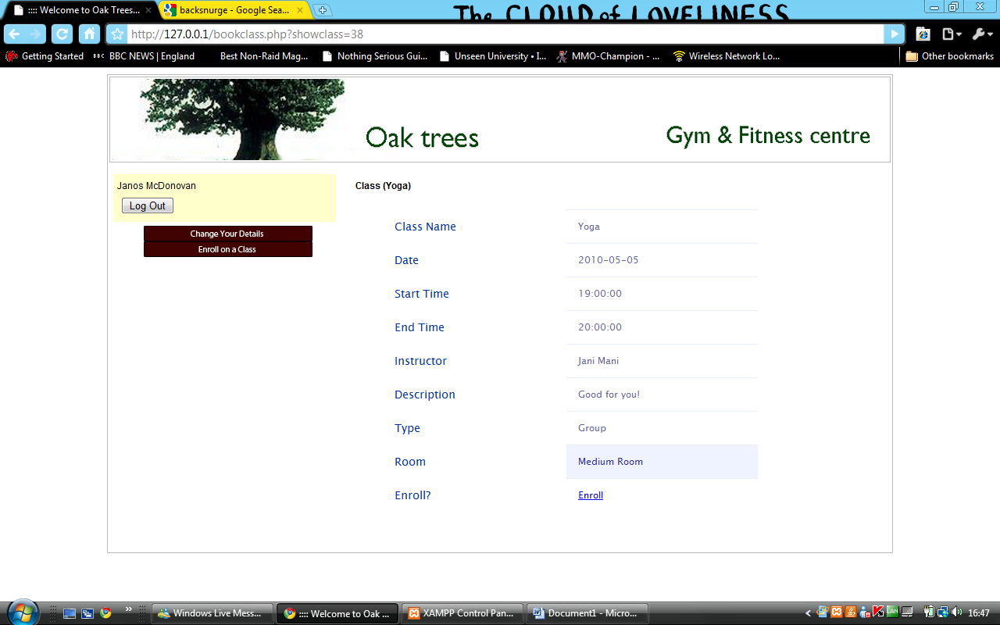 The CLOUD of LOVELINESS
:::: Welcome to Oak Trees...
backsnurge - Google Sea...
http://127.0.0.1/bookclass.php?showclass=38
Getting Started
BBC BBC NEWS | England
Best Non-Raid Mag...
Nothing Serious Gui...
Unseen University • I...
MMO-Champion - ...
Wireless Network Lo...
Other bookmarks
Oak trees
Gym & Fitness centre
Janos McDonovan
Log Out
Change Your Details
Enroll on a Class
Class (Yoga)
Class Name Yoga
Date 2010-05-05
Start Time 19:00:00
End Time 20:00:00
Instructor Jani Mani
Description Good for you!
Type Group
Room Medium Room
Enroll? Enroll
Windows Live Mess...
:::: Welcome to Oak ...
XAMPP Control Pan...
Document1 - Micro...
LAN
16:47